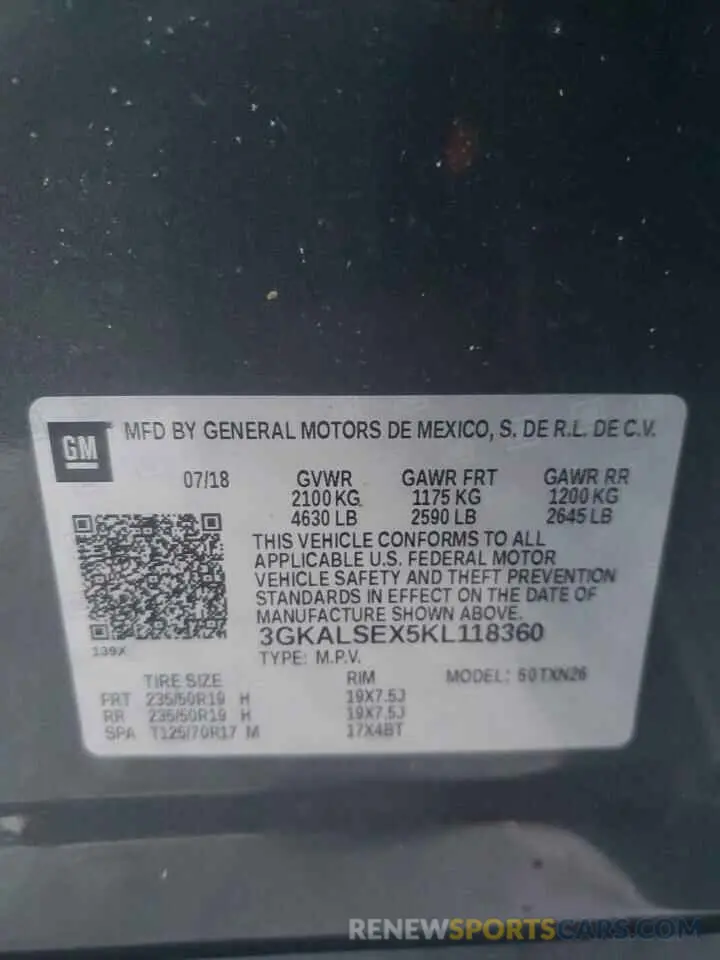 GM
MFD BY GENERAL MOTORS DE MEXICO, S. DE R.L. DE C.V.
07/18 GVWR GAWR FRT GAWR RR
2100 KG 1175 KG 1200 KG
4630 LB 2590 LB 2645 LB
THIS VEHICLE CONFORMS TO ALL
APPLICABLE U.S. FEDERAL MOTOR
VEHICLE SAFETY AND THEFT PREVENTION
STANDARDS IN EFFECT ON THE DATE OF
MANUFACTURE SHOWN ABOVE.
3GKALSEX5KL118360
139X
TYPE: M.P.V.
TIRE SIZE RIM MODEL: 50TXN26
FRT 235/50R19 H 19X7.5J
RR 235/50R19 H 19X7.5J
SPA T125/70R17 M 17X4BT
RENEWSPORTSCARS.COM